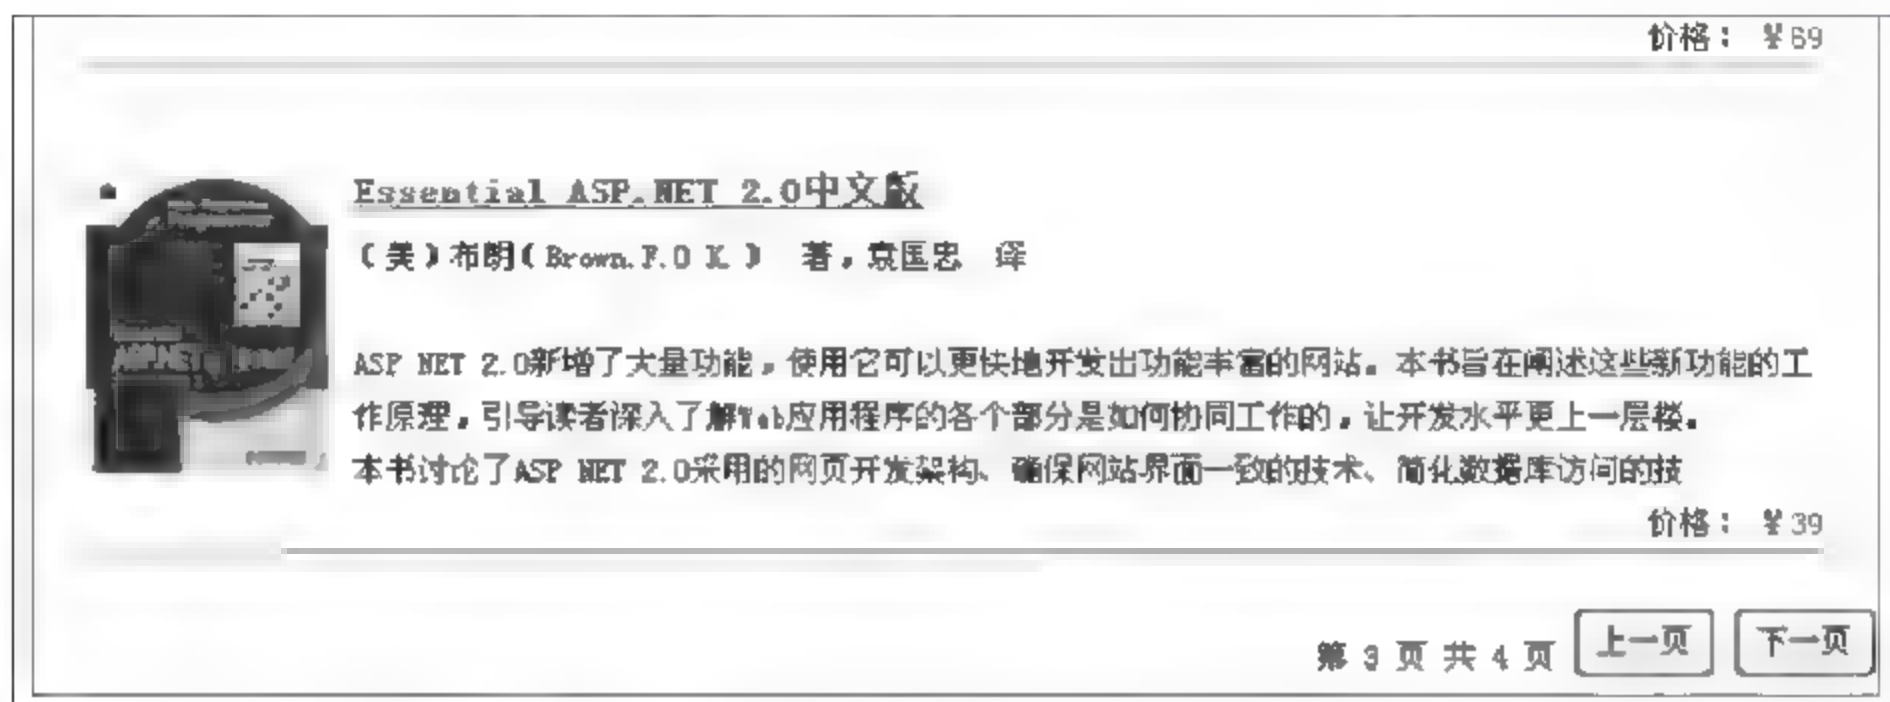 价格： ￥69
Essential ASP.NET 2.0中文版
（美）布朗(Brown.F.O K.） 著，袁国忠 译
ASP NET 2.0新增了大量功能，使用它可以更快地开发出功能丰富的网站。本书旨在阐述这些新功能的工
作原理，引导读者深入了解Web应用程序的各个部分是如何协同工作的，让开发水平更上一层楼。
本书讨论了ASP NET 2.0采用的网页开发架构、确保网站界面一致的技术、简化数据库访问的技
价格： ￥39
第 3 页 共 4 页 上一页 下一页